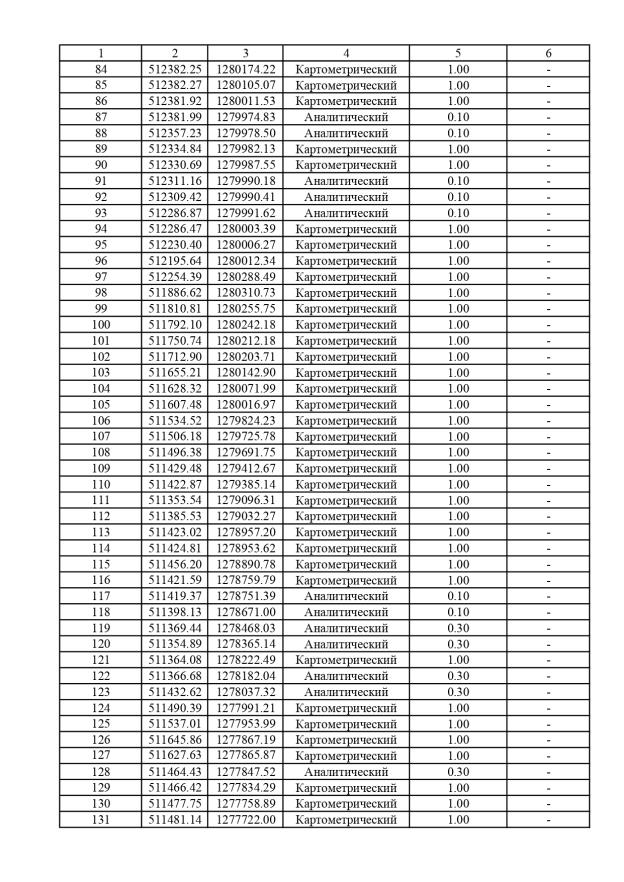 1 2 3 4 5 6
84 512382.25 1280174.22 Картометрический 1.00 -
85 512382.27 1280105.07 Картометрический 1.00 -
86 512381.92 1280011.53 Картометрический 1.00 -
87 512381.99 1279974.83 Аналитический 0.10 -
88 512357.23 1279978.50 Аналитический 0.10 -
89 512334.84 1279982.13 Картометрический 1.00 -
90 512330.69 1279987.55 Картометрический 1.00 -
91 512311.16 1279990.18 Аналитический 0.10 -
92 512309.42 1279990.41 Аналитический 0.10 -
93 512286.87 1279991.62 Аналитический 0.10 -
94 512286.47 1280003.39 Картометрический 1.00 -
95 512230.40 1280006.27 Картометрический 1.00 -
96 512195.64 1280012.34 Картометрический 1.00 -
97 512254.39 1280288.49 Картометрический 1.00 -
98 511886.62 1280310.73 Картометрический 1.00 -
99 511810.81 1280255.75 Картометрический 1.00 -
100 511792.10 1280242.18 Картометрический 1.00 -
101 511750.74 1280212.18 Картометрический 1.00 -
102 511712.90 1280203.71 Картометрический 1.00 -
103 511655.21 1280142.90 Картометрический 1.00 -
104 511628.32 1280071.99 Картометрический 1.00 -
105 511607.48 1280016.97 Картометрический 1.00 -
106 511534.52 1279824.23 Картометрический 1.00 -
107 511506.18 1279725.78 Картометрический 1.00 -
108 511496.38 1279691.75 Картометрический 1.00 -
109 511429.48 1279412.67 Картометрический 1.00 -
110 511422.87 1279385.14 Картометрический 1.00 -
111 511353.54 1279096.31 Картометрический 1.00 -
112 511385.53 1279032.27 Картометрический 1.00 -
113 511423.02 1278957.20 Картометрический 1.00 -
114 511424.81 1278953.62 Картометрический 1.00 -
115 511456.20 1278890.78 Картометрический 1.00 -
116 511421.59 1278759.79 Картометрический 1.00 -
117 511419.37 1278751.39 Аналитический 0.10 -
118 511398.13 1278671.00 Аналитический 0.10 -
119 511369.44 1278468.03 Аналитический 0.30 -
120 511354.89 1278365.14 Аналитический 0.30 -
121 511364.08 1278222.49 Картометрический 1.00 -
122 511366.68 1278182.04 Аналитический 0.30 -
123 511432.62 1278037.32 Аналитический 0.30 -
124 511490.39 1277991.21 Картометрический 1.00 -
125 511537.01 1277953.99 Картометрический 1.00 -
126 511645.86 1277867.19 Картометрический 1.00 -
127 511627.63 1277865.87 Картометрический 1.00 -
128 511464.43 1277847.52 Аналитический 0.30 -
129 511466.42 1277834.29 Картометрический 1.00 -
130 511477.75 1277758.89 Картометрический 1.00 -
131 511481.14 1277722.00 Картометрический 1.00 -